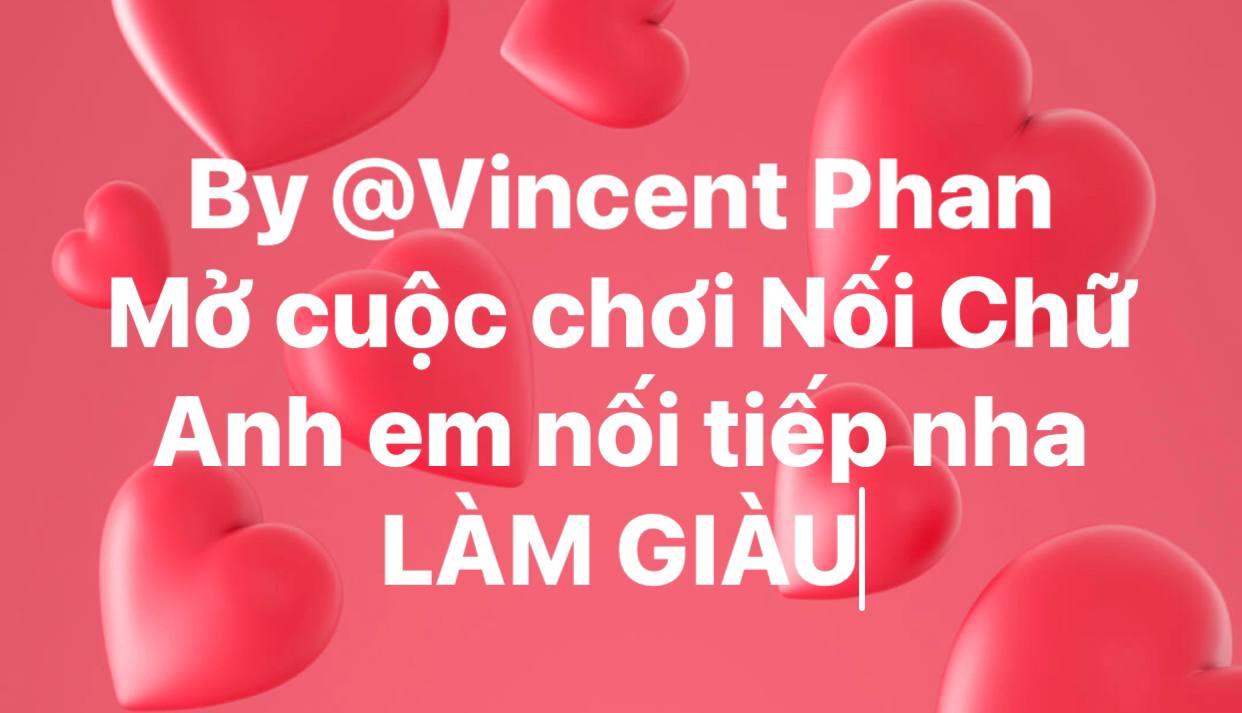 By @Vincent Phan
Mở cuộc chơi Nối Chữ
Anh em nối tiếp nha
LÀM GIÀU